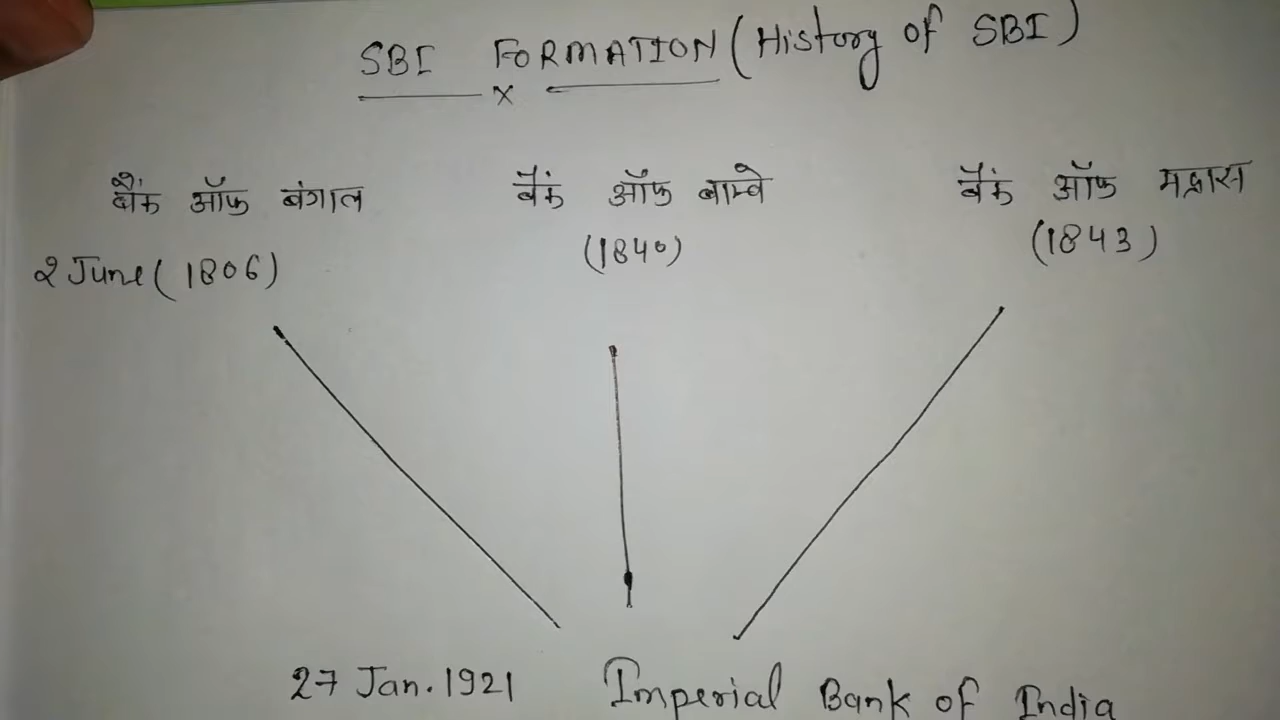 SBI FORMATION (History of SBI)
x
बैंक ऑफ बंगाल
2 June (1806)
बैंक ऑफ बाम्वे
(1840)
बैंक ऑफ मद्रास
(1843)
27 Jan. 1921 Imperial Bank of India